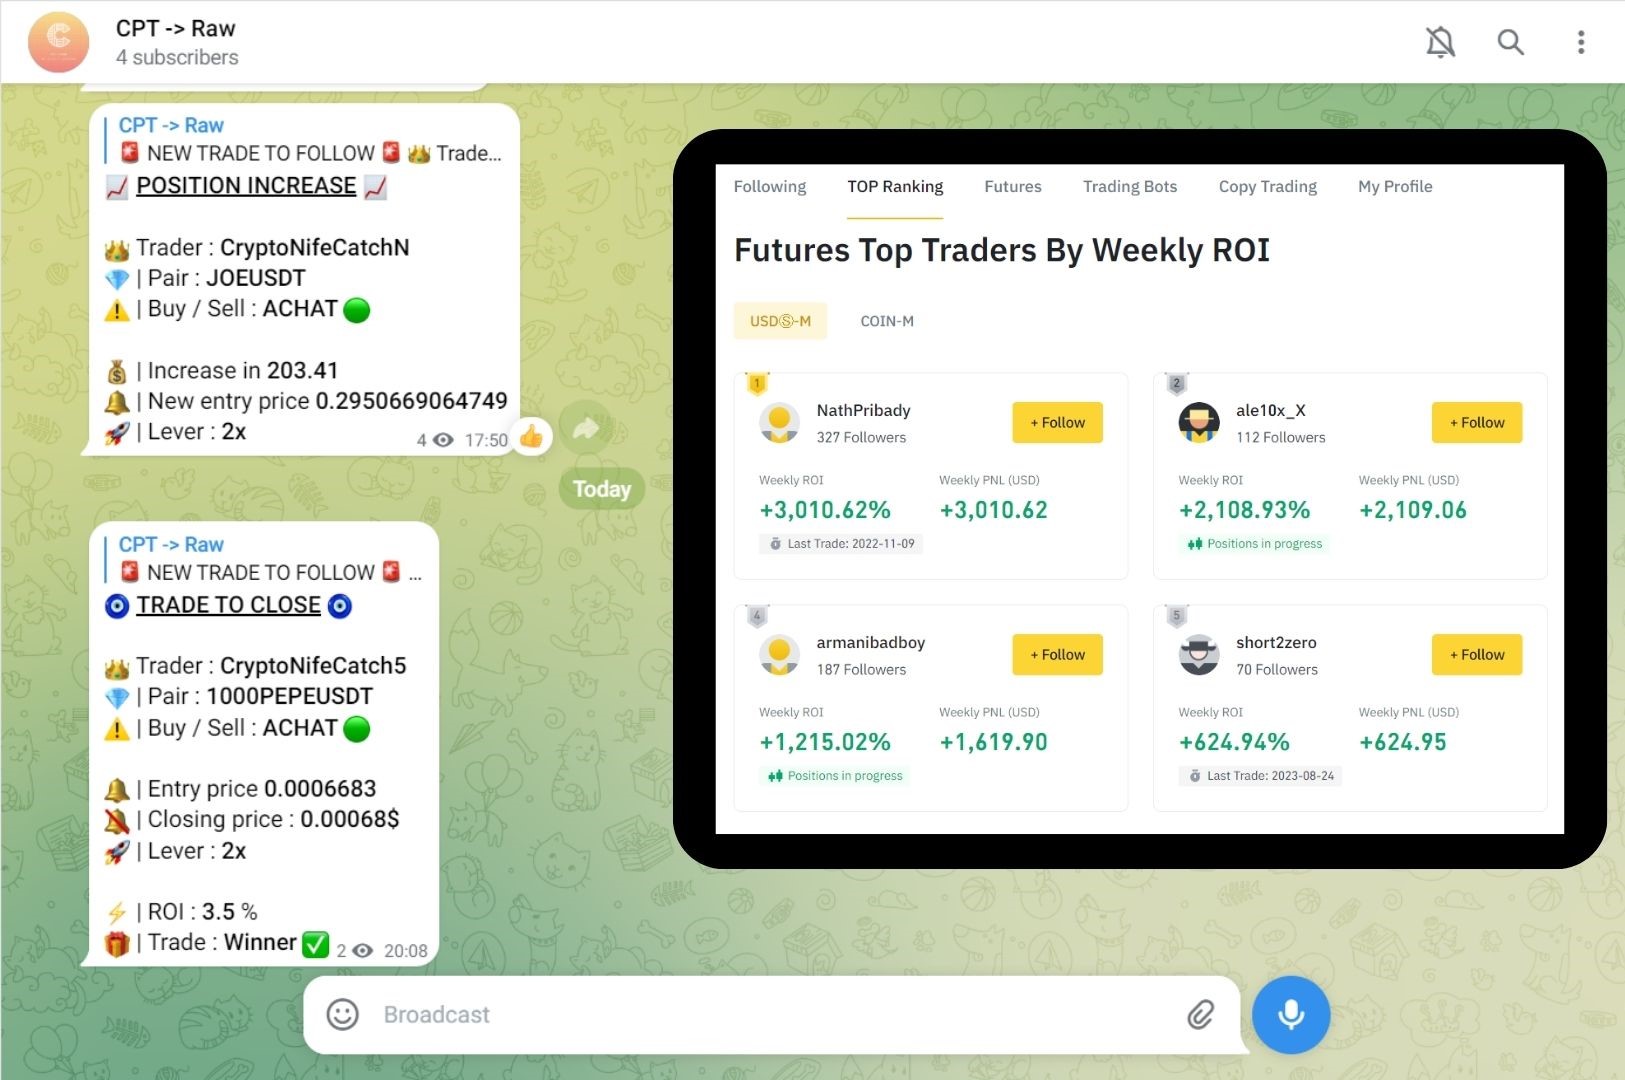 CPT -> Raw
4 subscribers
CPT -> Raw
🚨 NEW TRADE TO FOLLOW 🚨 👑 Trade...
📈 POSITION INCREASE 📈
👑 Trader : CryptoNifeCatchN
💎 | Pair : JOEUSDT
⚠️ | Buy / Sell : ACHAT 🟢
💰 | Increase in 203.41
🔔 | New entry price 0.2950669064749
🚀 | Lever : 2x
4 17:50 👍
Today
CPT -> Raw
🚨 NEW TRADE TO FOLLOW 🚨 ...
🧿 TRADE TO CLOSE 🧿
👑 Trader : CryptoNifeCatch5
💎 | Pair : 1000PEPEUSDT
⚠️ | Buy / Sell : ACHAT 🟢
🔔 | Entry price 0.0006683
🔕 | Closing price : 0.00068$
🚀 | Lever : 2x
⚡ | ROI : 3.5 %
🎁 | Trade : Winner ✅ 2 20:08
Broadcast
Following TOP Ranking Futures Trading Bots Copy Trading My Profile
Futures Top Traders By Weekly ROI
USDⓈ-M COIN-M
1
NathPribady
327 Followers
+ Follow
Weekly ROI Weekly PNL (USD)
+3,010.62% +3,010.62
Last Trade: 2022-11-09
2
ale10x_X
112 Followers
+ Follow
Weekly ROI Weekly PNL (USD)
+2,108.93% +2,109.06
Positions in progress
4
armanibadboy
187 Followers
+ Follow
Weekly ROI Weekly PNL (USD)
+1,215.02% +1,619.90
Positions in progress
5
short2zero
70 Followers
+ Follow
Weekly ROI Weekly PNL (USD)
+624.94% +624.95
Last Trade: 2023-08-24